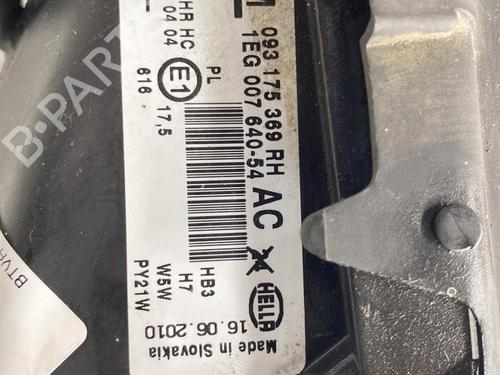 093 175 369 RH
1EG 007 640-54
AC
HR HC
04 04
E1
PL
17,5
616
HB3
H7
W5W
PY21W
HELLA
16.06.2010
Made in Slovakia
B-PARTS
BTVH